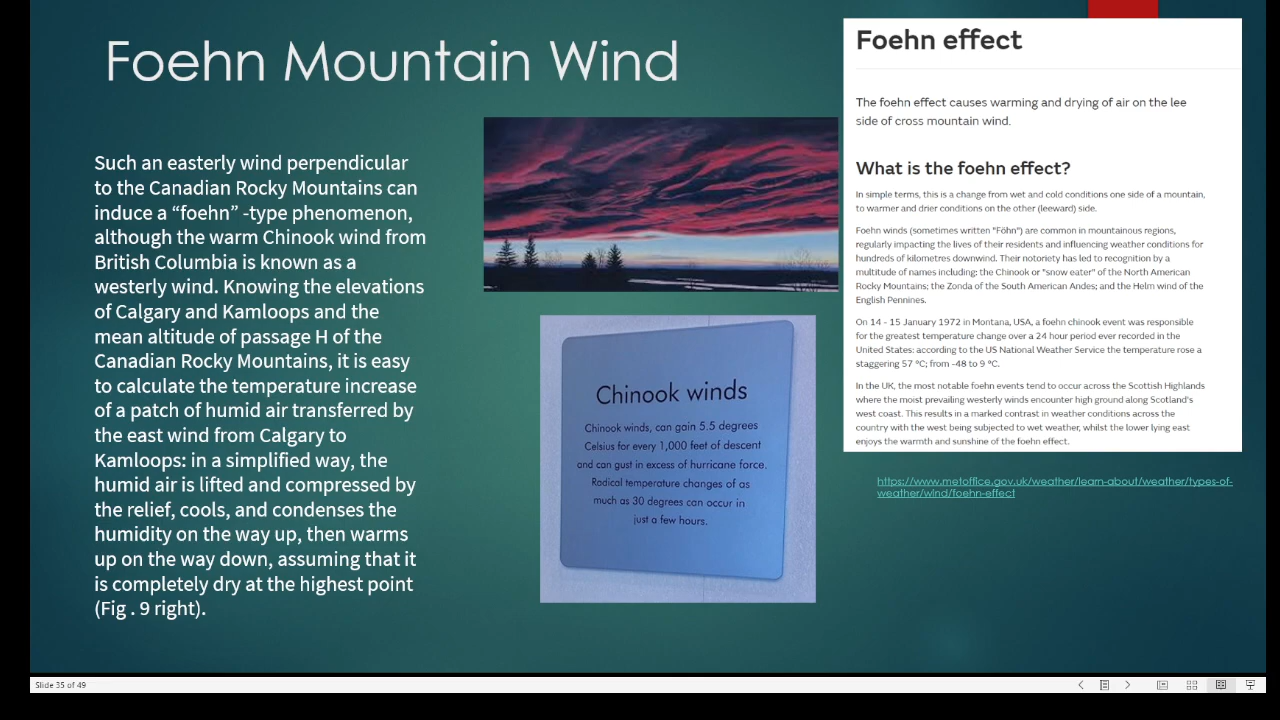 Foehn Mountain Wind
Such an easterly wind perpendicular
to the Canadian Rocky Mountains can
induce a “foehn” -type phenomenon,
although the warm Chinook wind from
British Columbia is known as a
westerly wind. Knowing the elevations
of Calgary and Kamloops and the
mean altitude of passage H of the
Canadian Rocky Mountains, it is easy
to calculate the temperature increase
of a patch of humid air transferred by
the east wind from Calgary to
Kamloops: in a simplified way, the
humid air is lifted and compressed by
the relief, cools, and condenses the
humidity on the way up, then warms
up on the way down, assuming that it
is completely dry at the highest point
(Fig . 9 right).
Chinook winds
Chinook winds, can gain 5.5 degrees
Celsius for every 1,000 feet of descent
and can gust in excess of hurricane force.
Radical temperature changes of as
much as 30 degrees can occur in
just a few hours.
Foehn effect
The foehn effect causes warming and drying of air on the lee
side of cross mountain wind.
What is the foehn effect?
In simple terms, this is a change from wet and cold conditions one side of a mountain,
to warmer and drier conditions on the other (leeward) side.
Foehn winds (sometimes written "Föhn") are common in mountainous regions,
regularly impacting the lives of their residents and influencing weather conditions for
hundreds of kilometres downwind. Their notoriety has led to recognition by a
multitude of names including: the Chinook or "snow eater" of the North American
Rocky Mountains; the Zonda of the South American Andes; and the Helm wind of the
English Pennines.
On 14 - 15 January 1972 in Montana, USA, a foehn chinook event was responsible
for the greatest temperature change over a 24 hour period ever recorded in the
United States: according to the US National Weather Service the temperature rose a
staggering 57 °C; from -48 to 9 °C.
In the UK, the most notable foehn events tend to occur across the Scottish Highlands
where the moist prevailing westerly winds encounter high ground along Scotland's
west coast. This results in a marked contrast in weather conditions across the
country with the west being subjected to wet weather, whilst the lower lying east
enjoys the warmth and sunshine of the foehn effect.
https://www.metoffice.gov.uk/weather/learn-about/weather/types-of-
weather/wind/foehn-effect
Slide 35 of 49